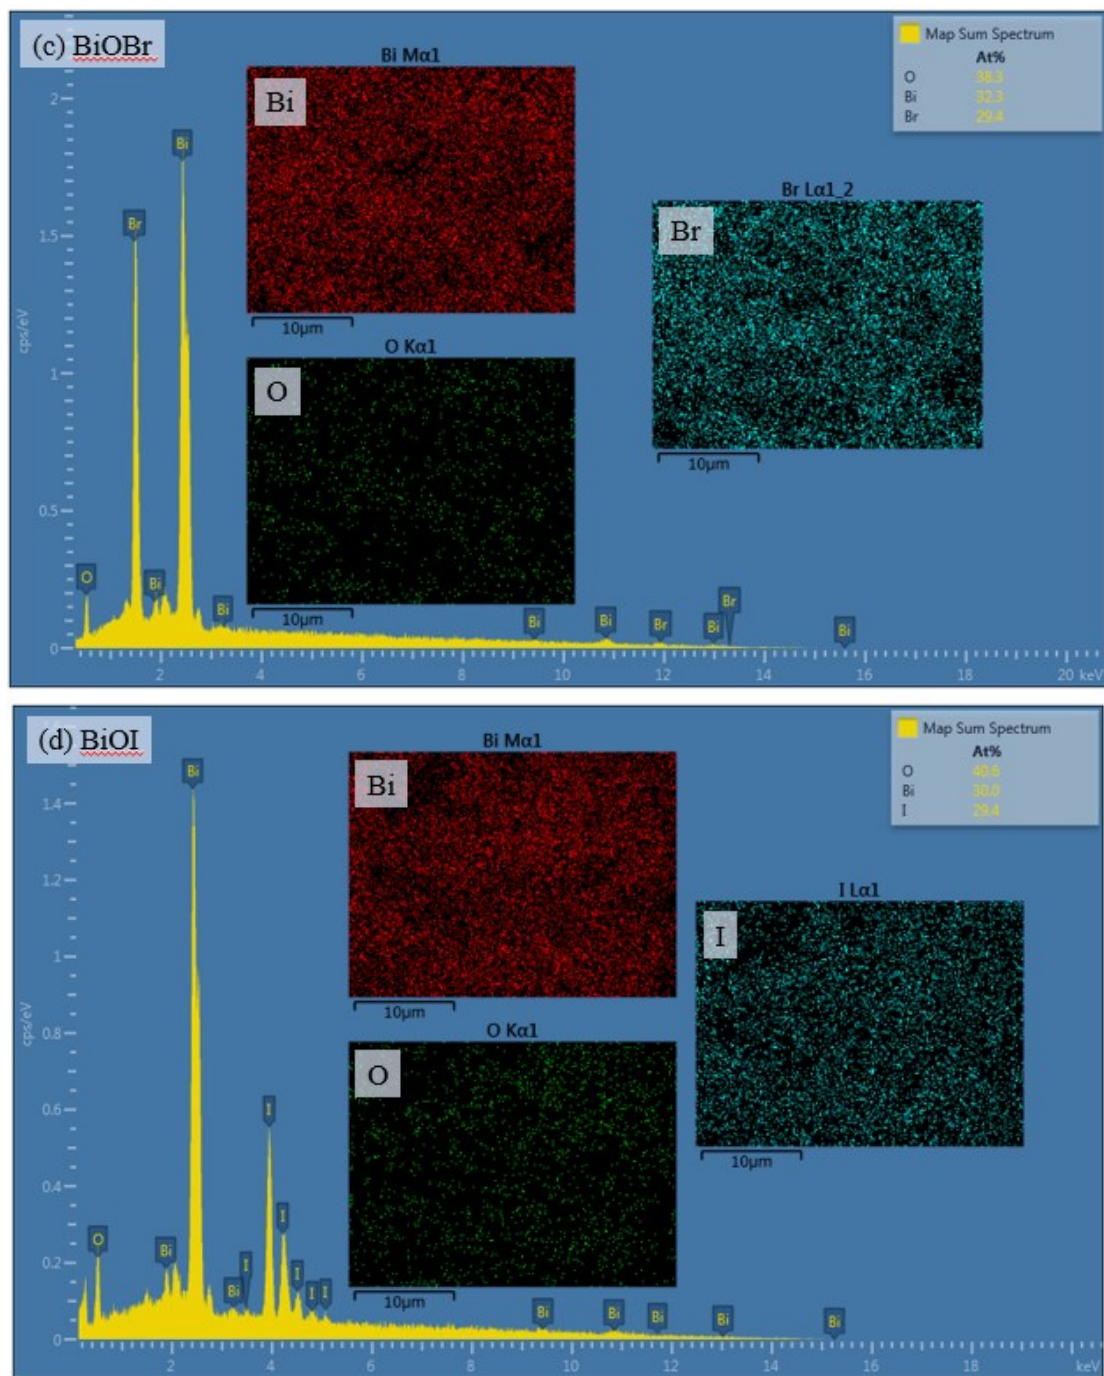 (c) BiOBr
Map Sum Spectrum
At%
O 38.3
Bi 32.3
Br 29.4
Bi Mα1
Bi
10µm
Br Lα1_2
Br
10µm
O Kα1
O
10µm
cps/eV
2
1.5
1
0.5
0
O
Br
Bi
Bi
Bi
Bi
Bi
Br
Bi
Br
Bi
2 4 6 8 10 12 14 16 18 20 keV
(d) BiOI
Map Sum Spectrum
At%
O 40.6
Bi 30.0
I 29.4
Bi Mα1
Bi
10µm
I Lα1
I
10µm
O Kα1
O
10µm
cps/eV
1.4
1.2
1
0.8
0.6
0.4
0.2
0
O
Bi
Bi
Bi
I
I
I
I
I
I
Bi
Bi
Bi
Bi
Bi
2 4 6 8 10 12 14 16 18 keV